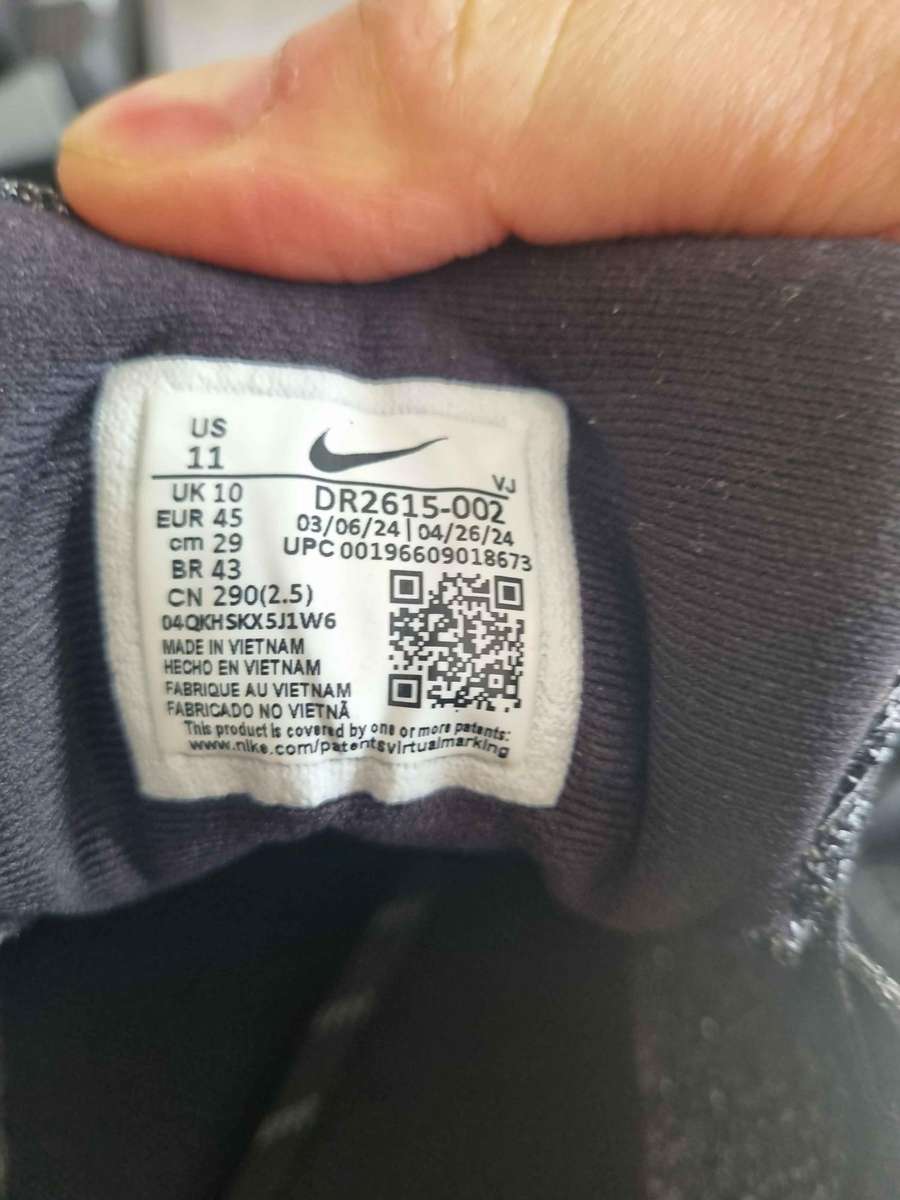 US
11
VJ
UK 10
EUR 45
cm 29
BR 43
CN 290(2.5)
DR2615-002
03/06/24 | 04/26/24
UPC 00196609018673
04QKHSKX5J1W6
MADE IN VIETNAM
HECHO EN VIETNAM
FABRIQUE AU VIETNAM
FABRICADO NO VIETNÃ
This product is covered by one or more patents:
www.nike.com/patentsvirtualmarking